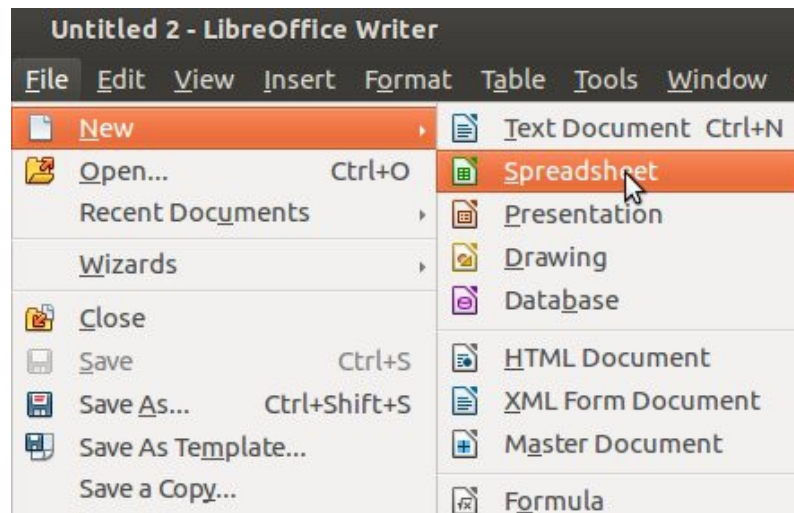 Untitled 2 - LibreOffice Writer
File Edit View Insert Format Table Tools Window
New
Open... Ctrl+O
Recent Documents
Wizards
Close
Save Ctrl+S
Save As... Ctrl+Shift+S
Save As Template...
Save a Copy...
Text Document Ctrl+N
Spreadsheet
Presentation
Drawing
Database
HTML Document
XML Form Document
Master Document
Formula